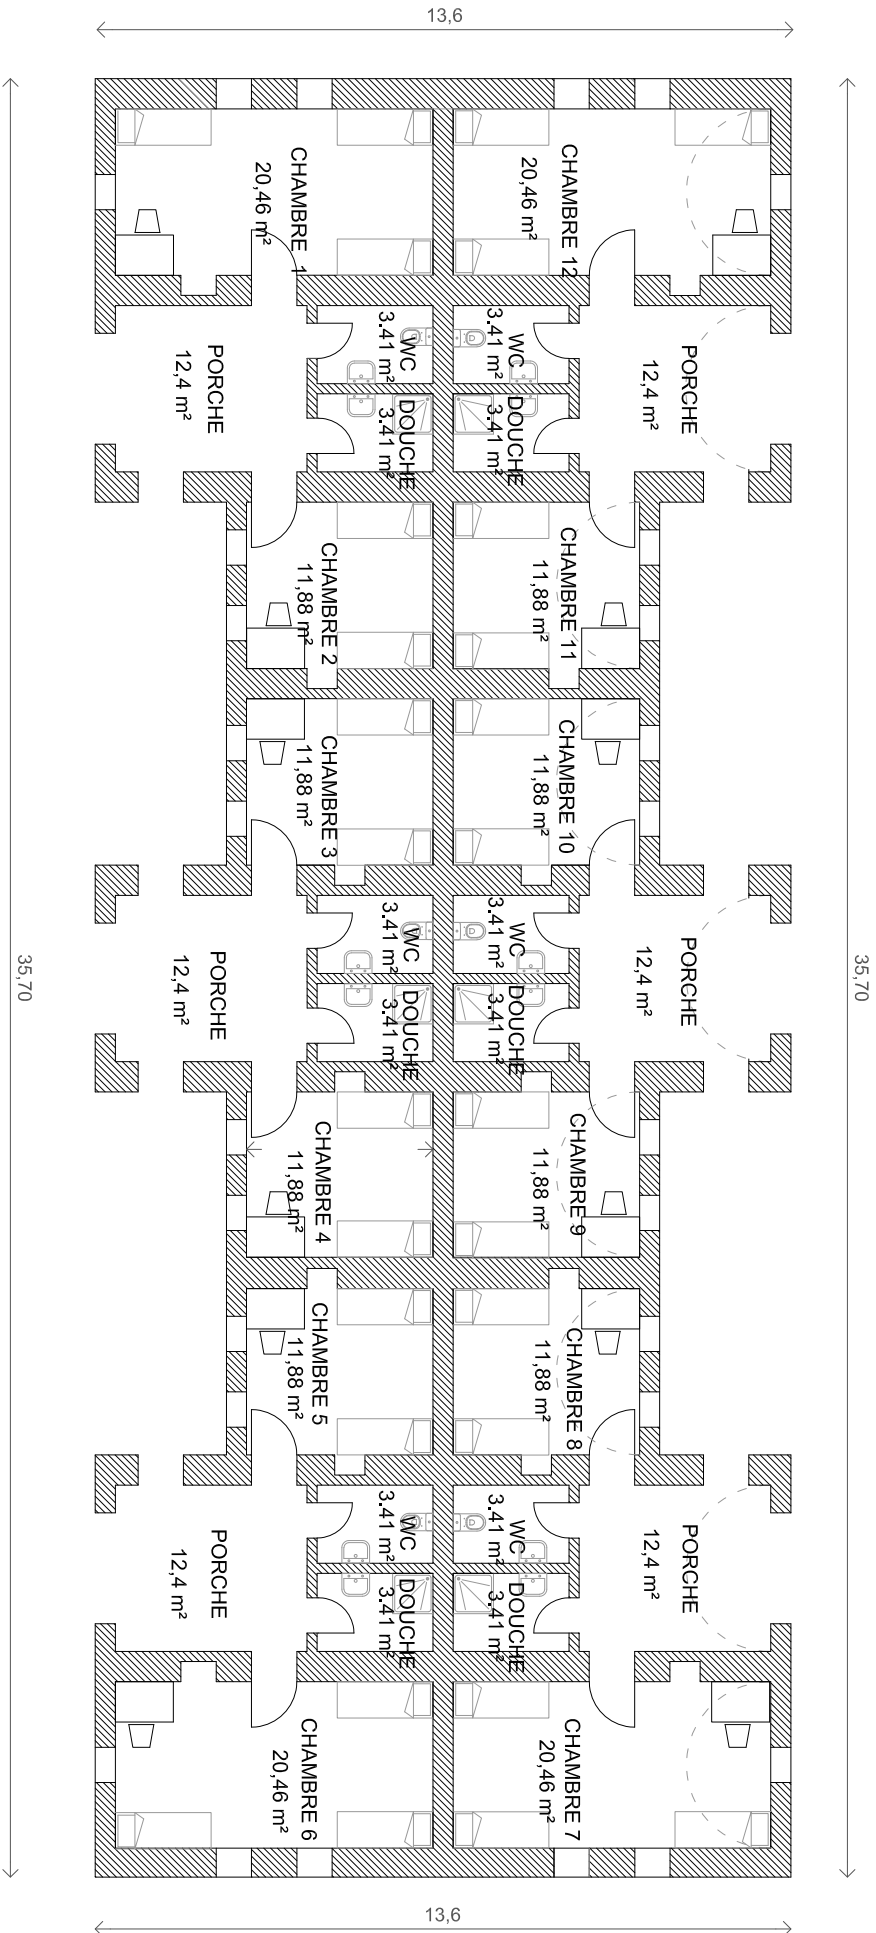 13,6
35,70
35,70
CHAMBRE 1
20,46 m²
CHAMBRE 12
20,46 m²
PORCHE
12,4 m²
WC
3.41 m²
WC
3.41 m²
PORCHE
12,4 m²
DOUCHE
3.41 m²
DOUCHE
3.41 m²
CHAMBRE 2
11,88 m²
CHAMBRE 11
11,88 m²
CHAMBRE 3
11,88 m²
CHAMBRE 10
11,88 m²
PORCHE
12,4 m²
WC
3.41 m²
WC
3.41 m²
PORCHE
12,4 m²
DOUCHE
3.41 m²
DOUCHE
3.41 m²
CHAMBRE 4
11,88 m²
CHAMBRE 9
11,88 m²
CHAMBRE 5
11,88 m²
CHAMBRE 8
11,88 m²
PORCHE
12,4 m²
WC
3.41 m²
WC
3.41 m²
PORCHE
12,4 m²
DOUCHE
3.41 m²
DOUCHE
3.41 m²
CHAMBRE 6
20,46 m²
CHAMBRE 7
20,46 m²
13,6